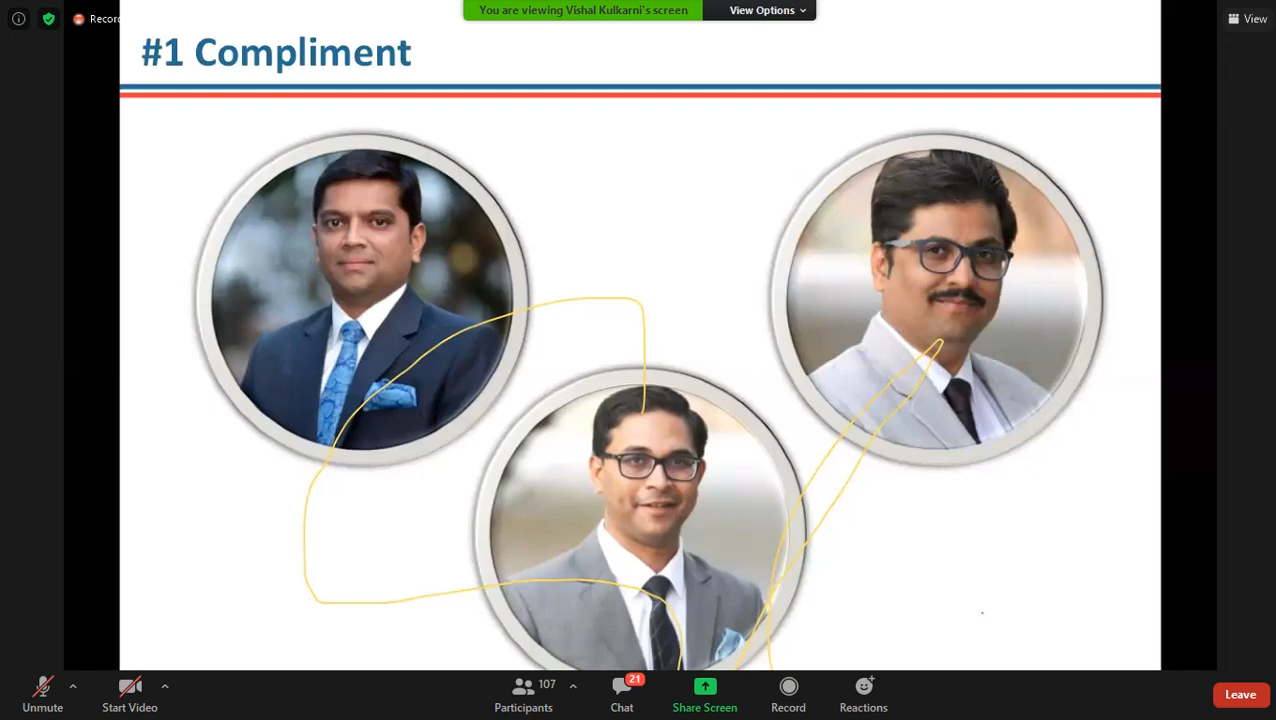 Recor
You are viewing Vishal Kulkarni's screen
View Options
View
#1 Compliment
Unmute
Start Video
107
Participants
21
Chat
Share Screen
Record
Reactions
Leave